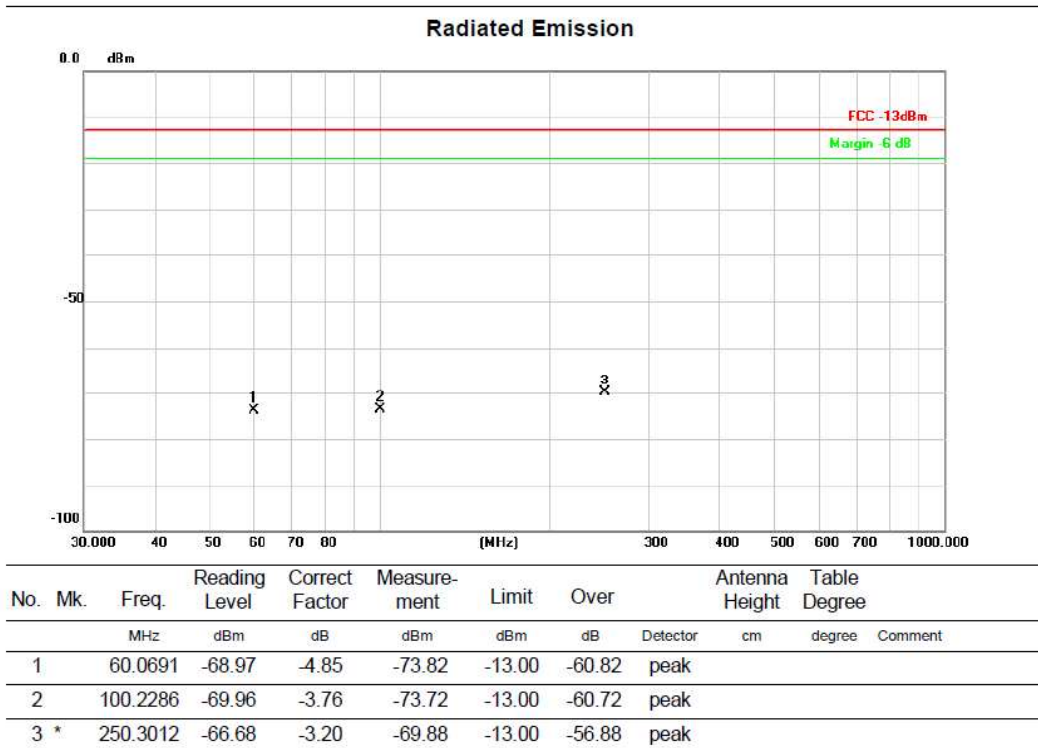 Radiated Emission
0.0 dBm
FCC -13dBm
Margin -6 dB
-50
1 2 3
-100
30.000 40 50 60 70 80 (MHz) 300 400 500 600 700 1000.000
No. Mk. Freq. Reading Level Correct Factor Measure-ment Limit Over Antenna Height Table Degree
MHz dBm dB dBm dBm dB Detector cm degree Comment
1 60.0691 -68.97 -4.85 -73.82 -13.00 -60.82 peak
2 100.2286 -69.96 -3.76 -73.72 -13.00 -60.72 peak
3 * 250.3012 -66.68 -3.20 -69.88 -13.00 -56.88 peak